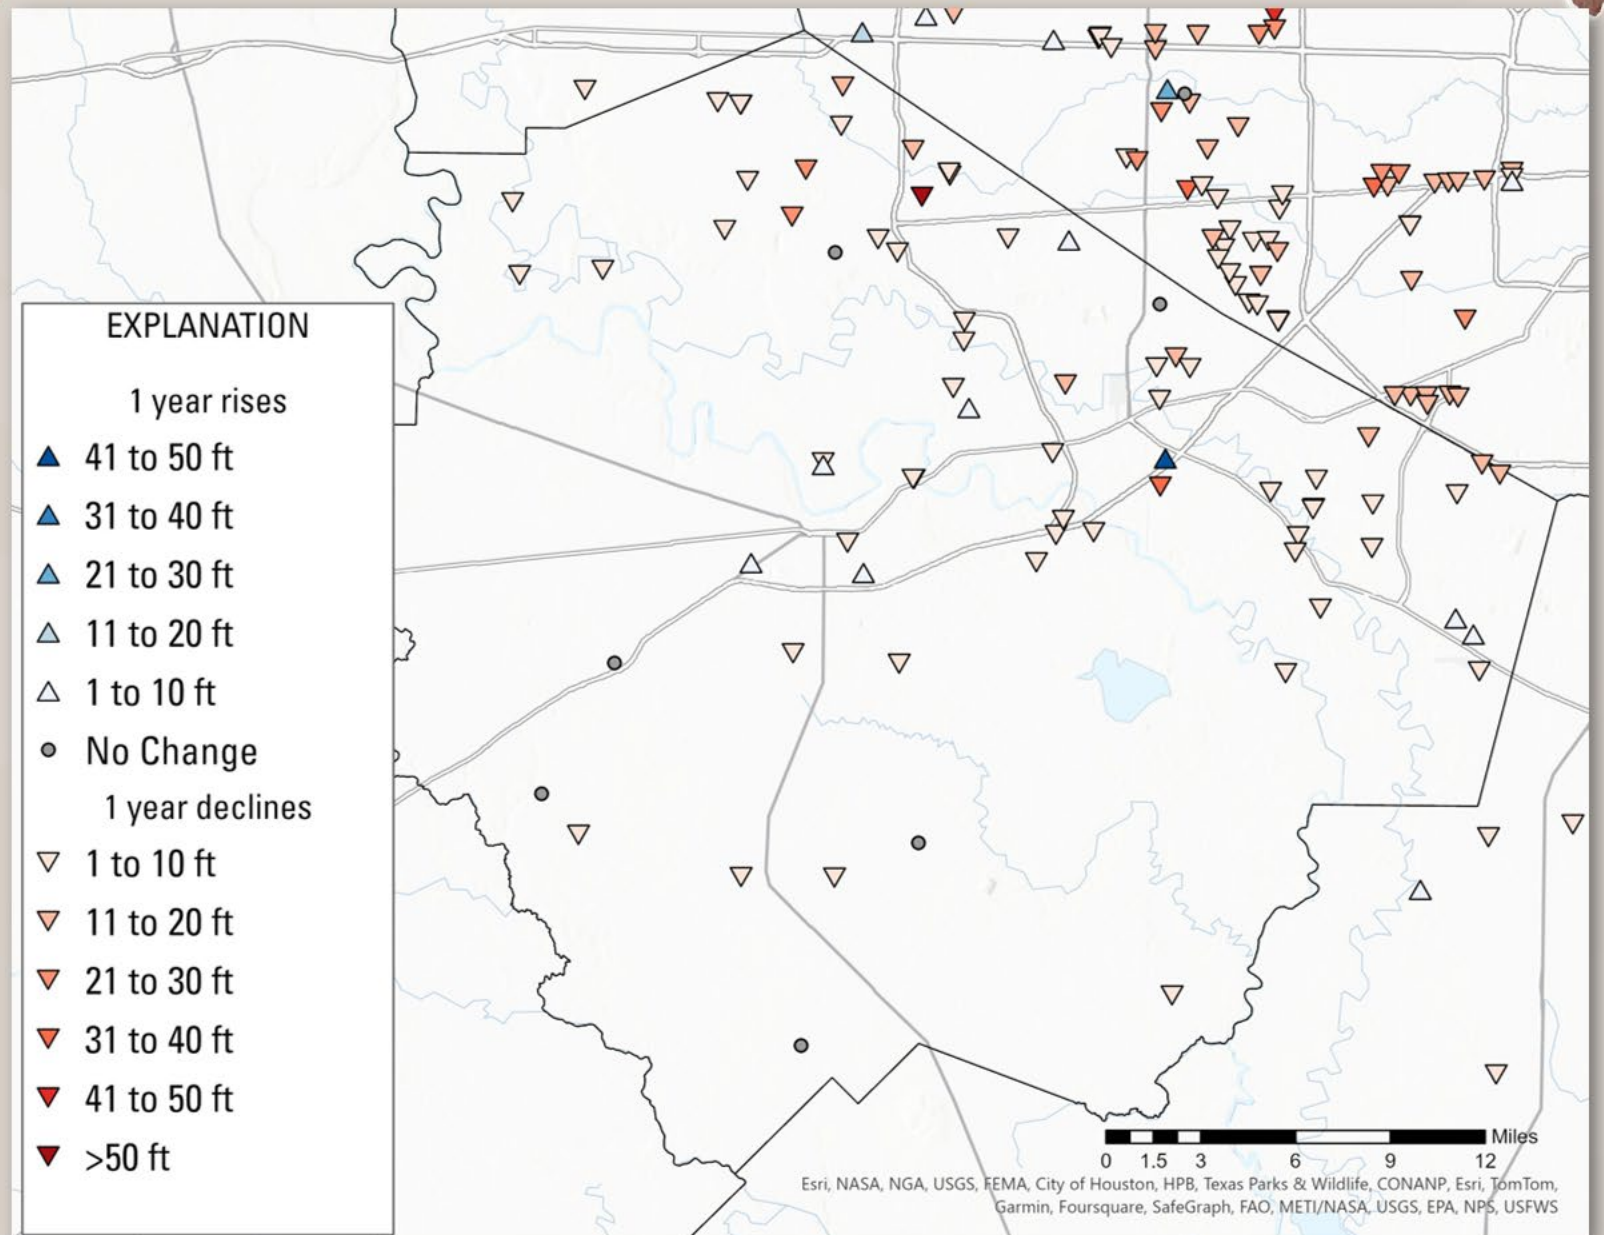 EXPLANATION
1 year rises
41 to 50 ft
31 to 40 ft
21 to 30 ft
11 to 20 ft
1 to 10 ft
No Change
1 year declines
1 to 10 ft
11 to 20 ft
21 to 30 ft
31 to 40 ft
41 to 50 ft
>50 ft
Miles
0 1.5 3 6 9 12
Esri, NASA, NGA, USGS, FEMA, City of Houston, HPB, Texas Parks & Wildlife, CONANP, Esri, TomTom,
Garmin, Foursquare, SafeGraph, FAO, METI/NASA, USGS, EPA, NPS, USFWS